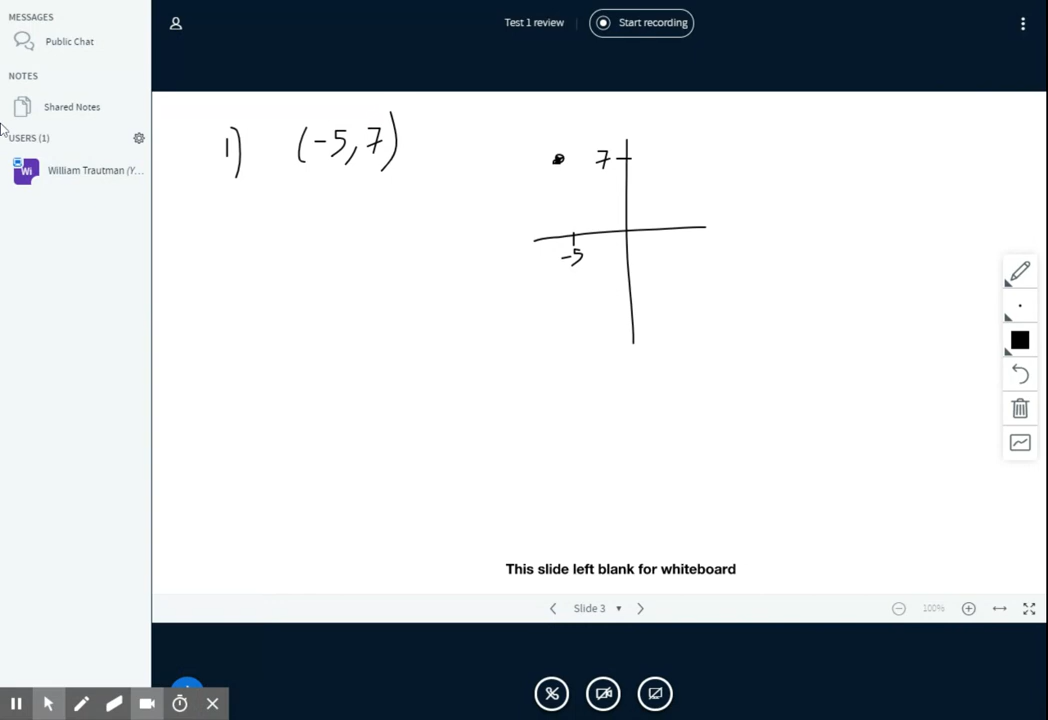 MESSAGES
Public Chat
NOTES
Shared Notes
USERS (1)
William Trautman (Y...
Wi
Test 1 review
Start recording
1) (-5, 7)
7
-5
This slide left blank for whiteboard
Slide 3
100%